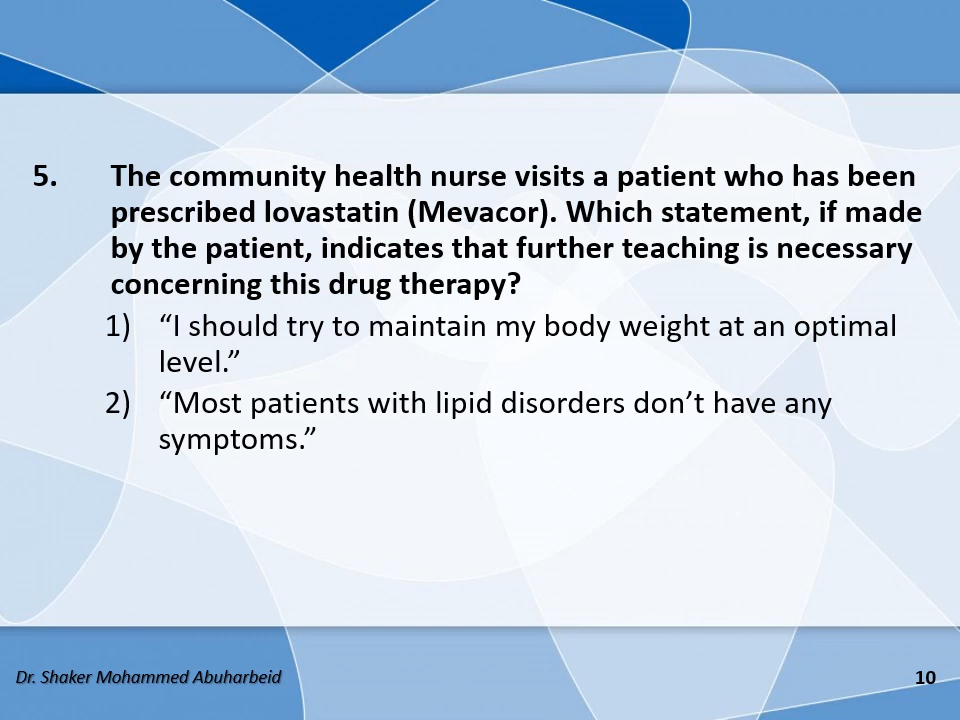 5. The community health nurse visits a patient who has been
prescribed lovastatin (Mevacor). Which statement, if made
by the patient, indicates that further teaching is necessary
concerning this drug therapy?
1) “I should try to maintain my body weight at an optimal
level.”
2) “Most patients with lipid disorders don’t have any
symptoms.”
Dr. Shaker Mohammed Abuharbeid
10